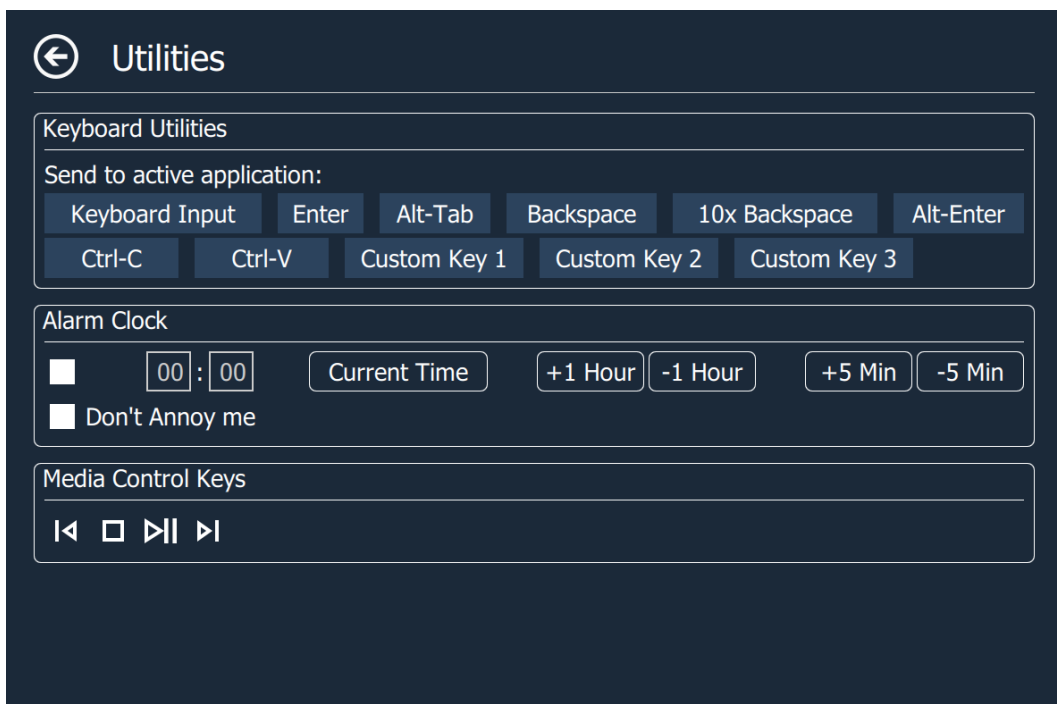 Utilities
Keyboard Utilities
Send to active application:
Keyboard Input Enter Alt-Tab Backspace 10x Backspace Alt-Enter
Ctrl-C Ctrl-V Custom Key 1 Custom Key 2 Custom Key 3
Alarm Clock
00 : 00 Current Time +1 Hour -1 Hour +5 Min -5 Min
Don't Annoy me
Media Control Keys